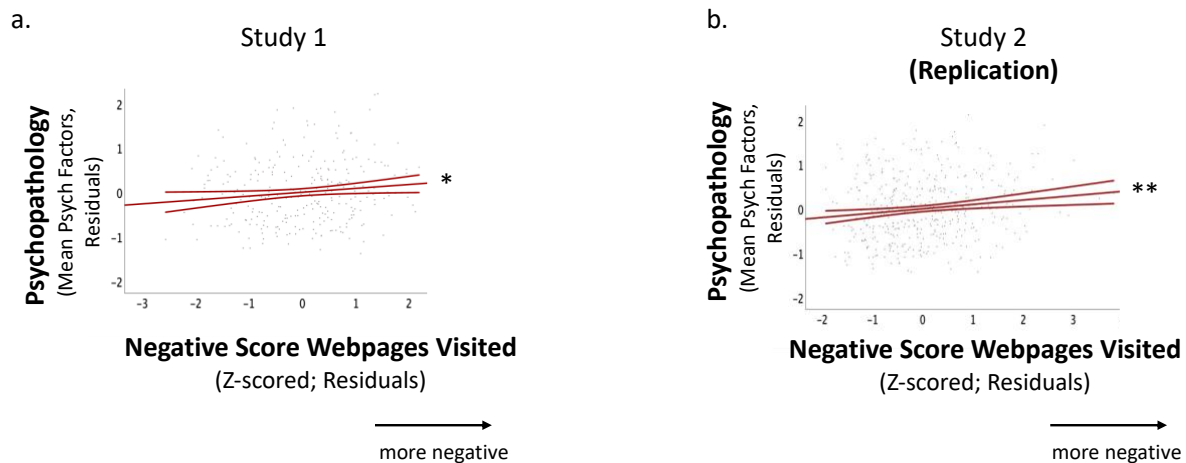 a.
Study 1
Psychopathology
(Mean Psych Factors,
Residuals)
2
1
0
−1
−2
*
−3
−2
−1
0
1
2
Negative Score Webpages Visited
(Z-scored; Residuals)
more negative
b.
Study 2
(Replication)
Psychopathology
(Mean Psych Factors,
Residuals)
2
1
0
−1
−2
**
−2
−1
0
1
2
3
Negative Score Webpages Visited
(Z-scored; Residuals)
more negative